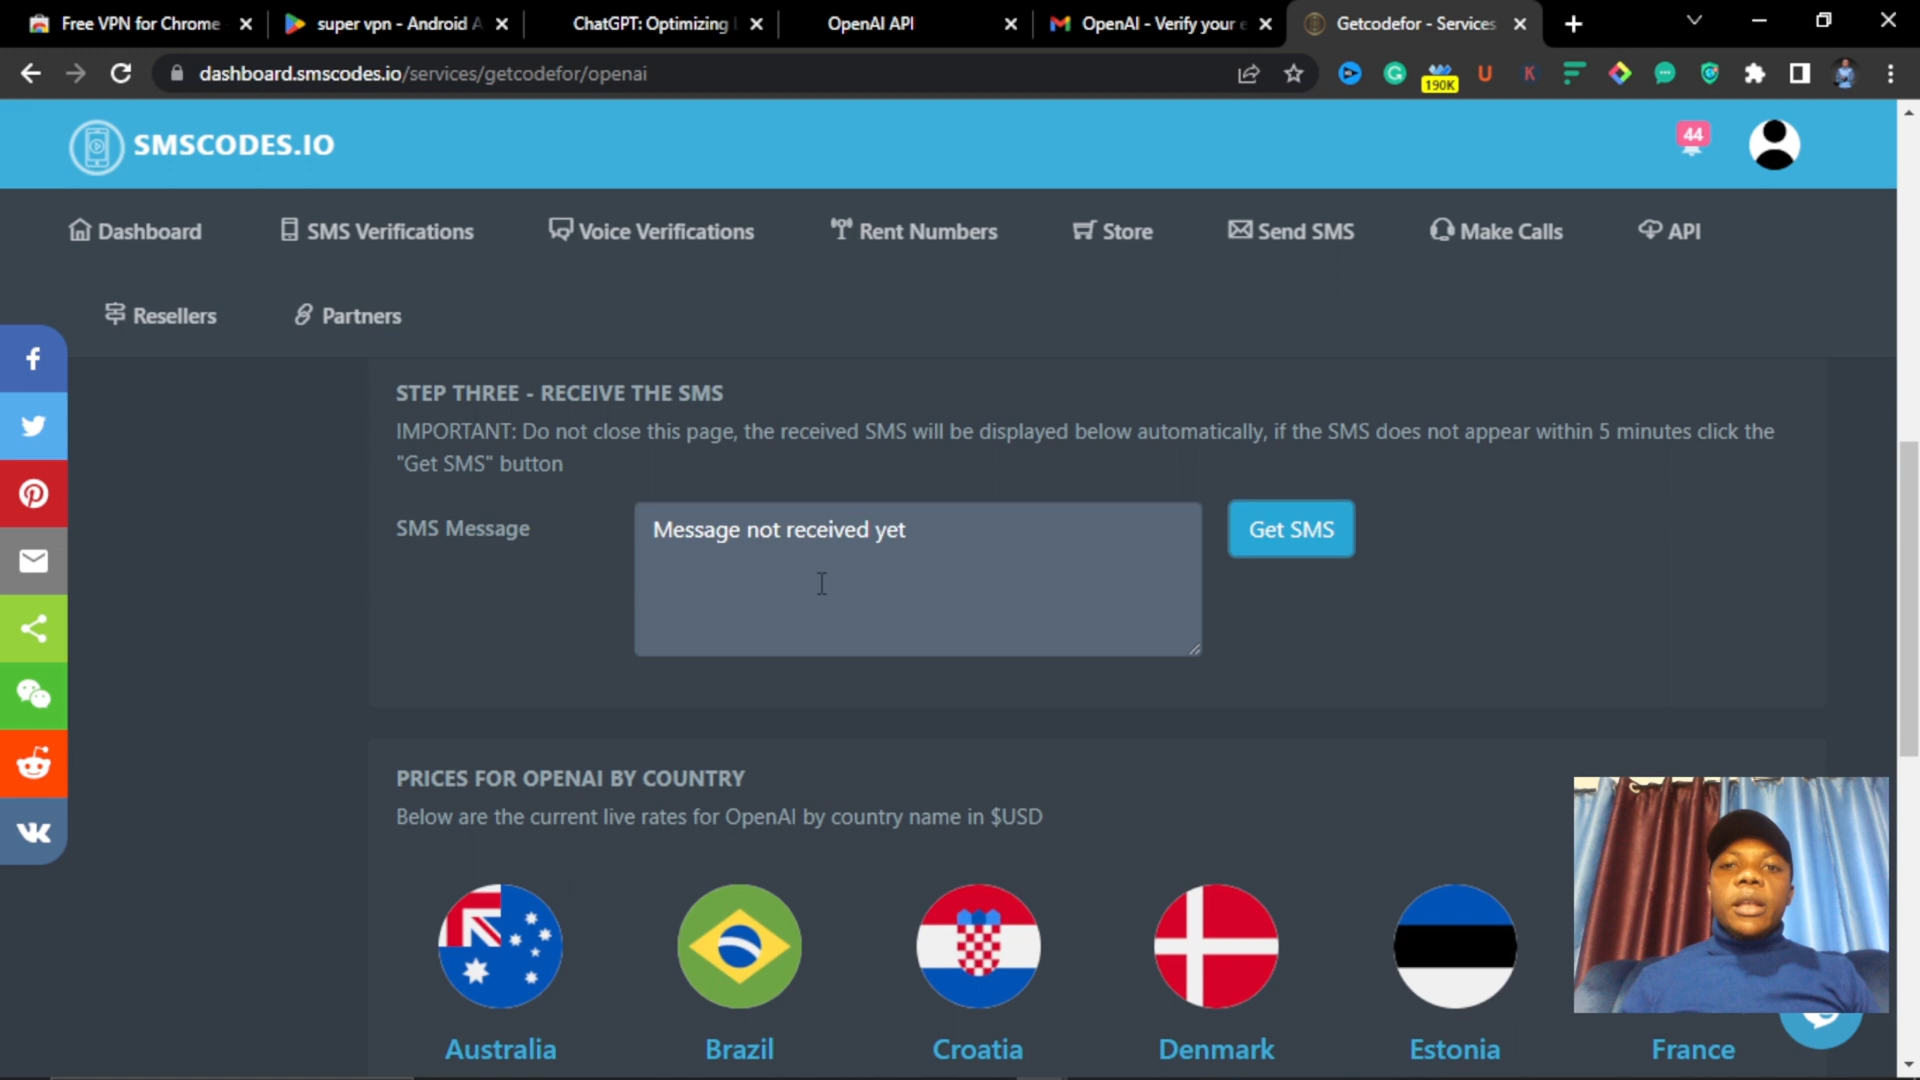 Free VPN for Chrome
super vpn - Android A
ChatGPT: Optimizing
OpenAI API
OpenAI - Verify your e
Getcodefor - Services
dashboard.smscodes.io/services/getcodefor/openai
190K
SMSCODES.IO
44
Dashboard
SMS Verifications
Voice Verifications
Rent Numbers
Store
Send SMS
Make Calls
API
Resellers
Partners
STEP THREE - RECEIVE THE SMS
IMPORTANT: Do not close this page, the received SMS will be displayed below automatically, if the SMS does not appear within 5 minutes click the
"Get SMS" button
SMS Message
Message not received yet
Get SMS
PRICES FOR OPENAI BY COUNTRY
Below are the current live rates for OpenAI by country name in $USD
Australia
Brazil
Croatia
Denmark
Estonia
France